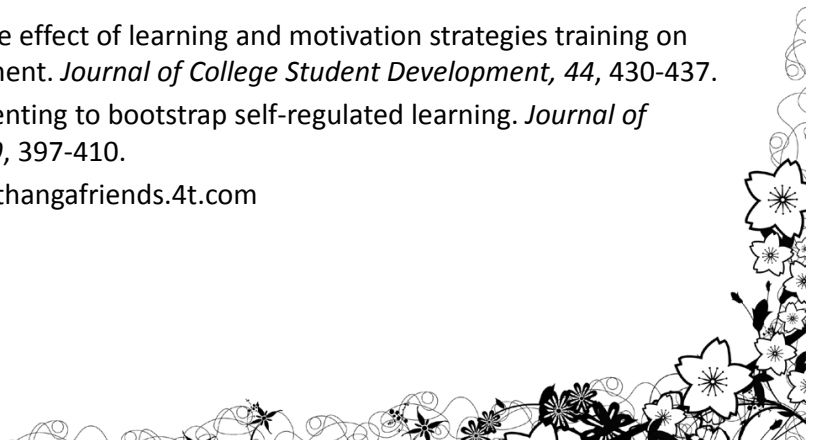 e effect of learning and motivation strategies training on
nent. Journal of College Student Development, 44, 430-437.
enting to bootstrap self-regulated learning. Journal of
, 397-410.
thangafriends.4t.com